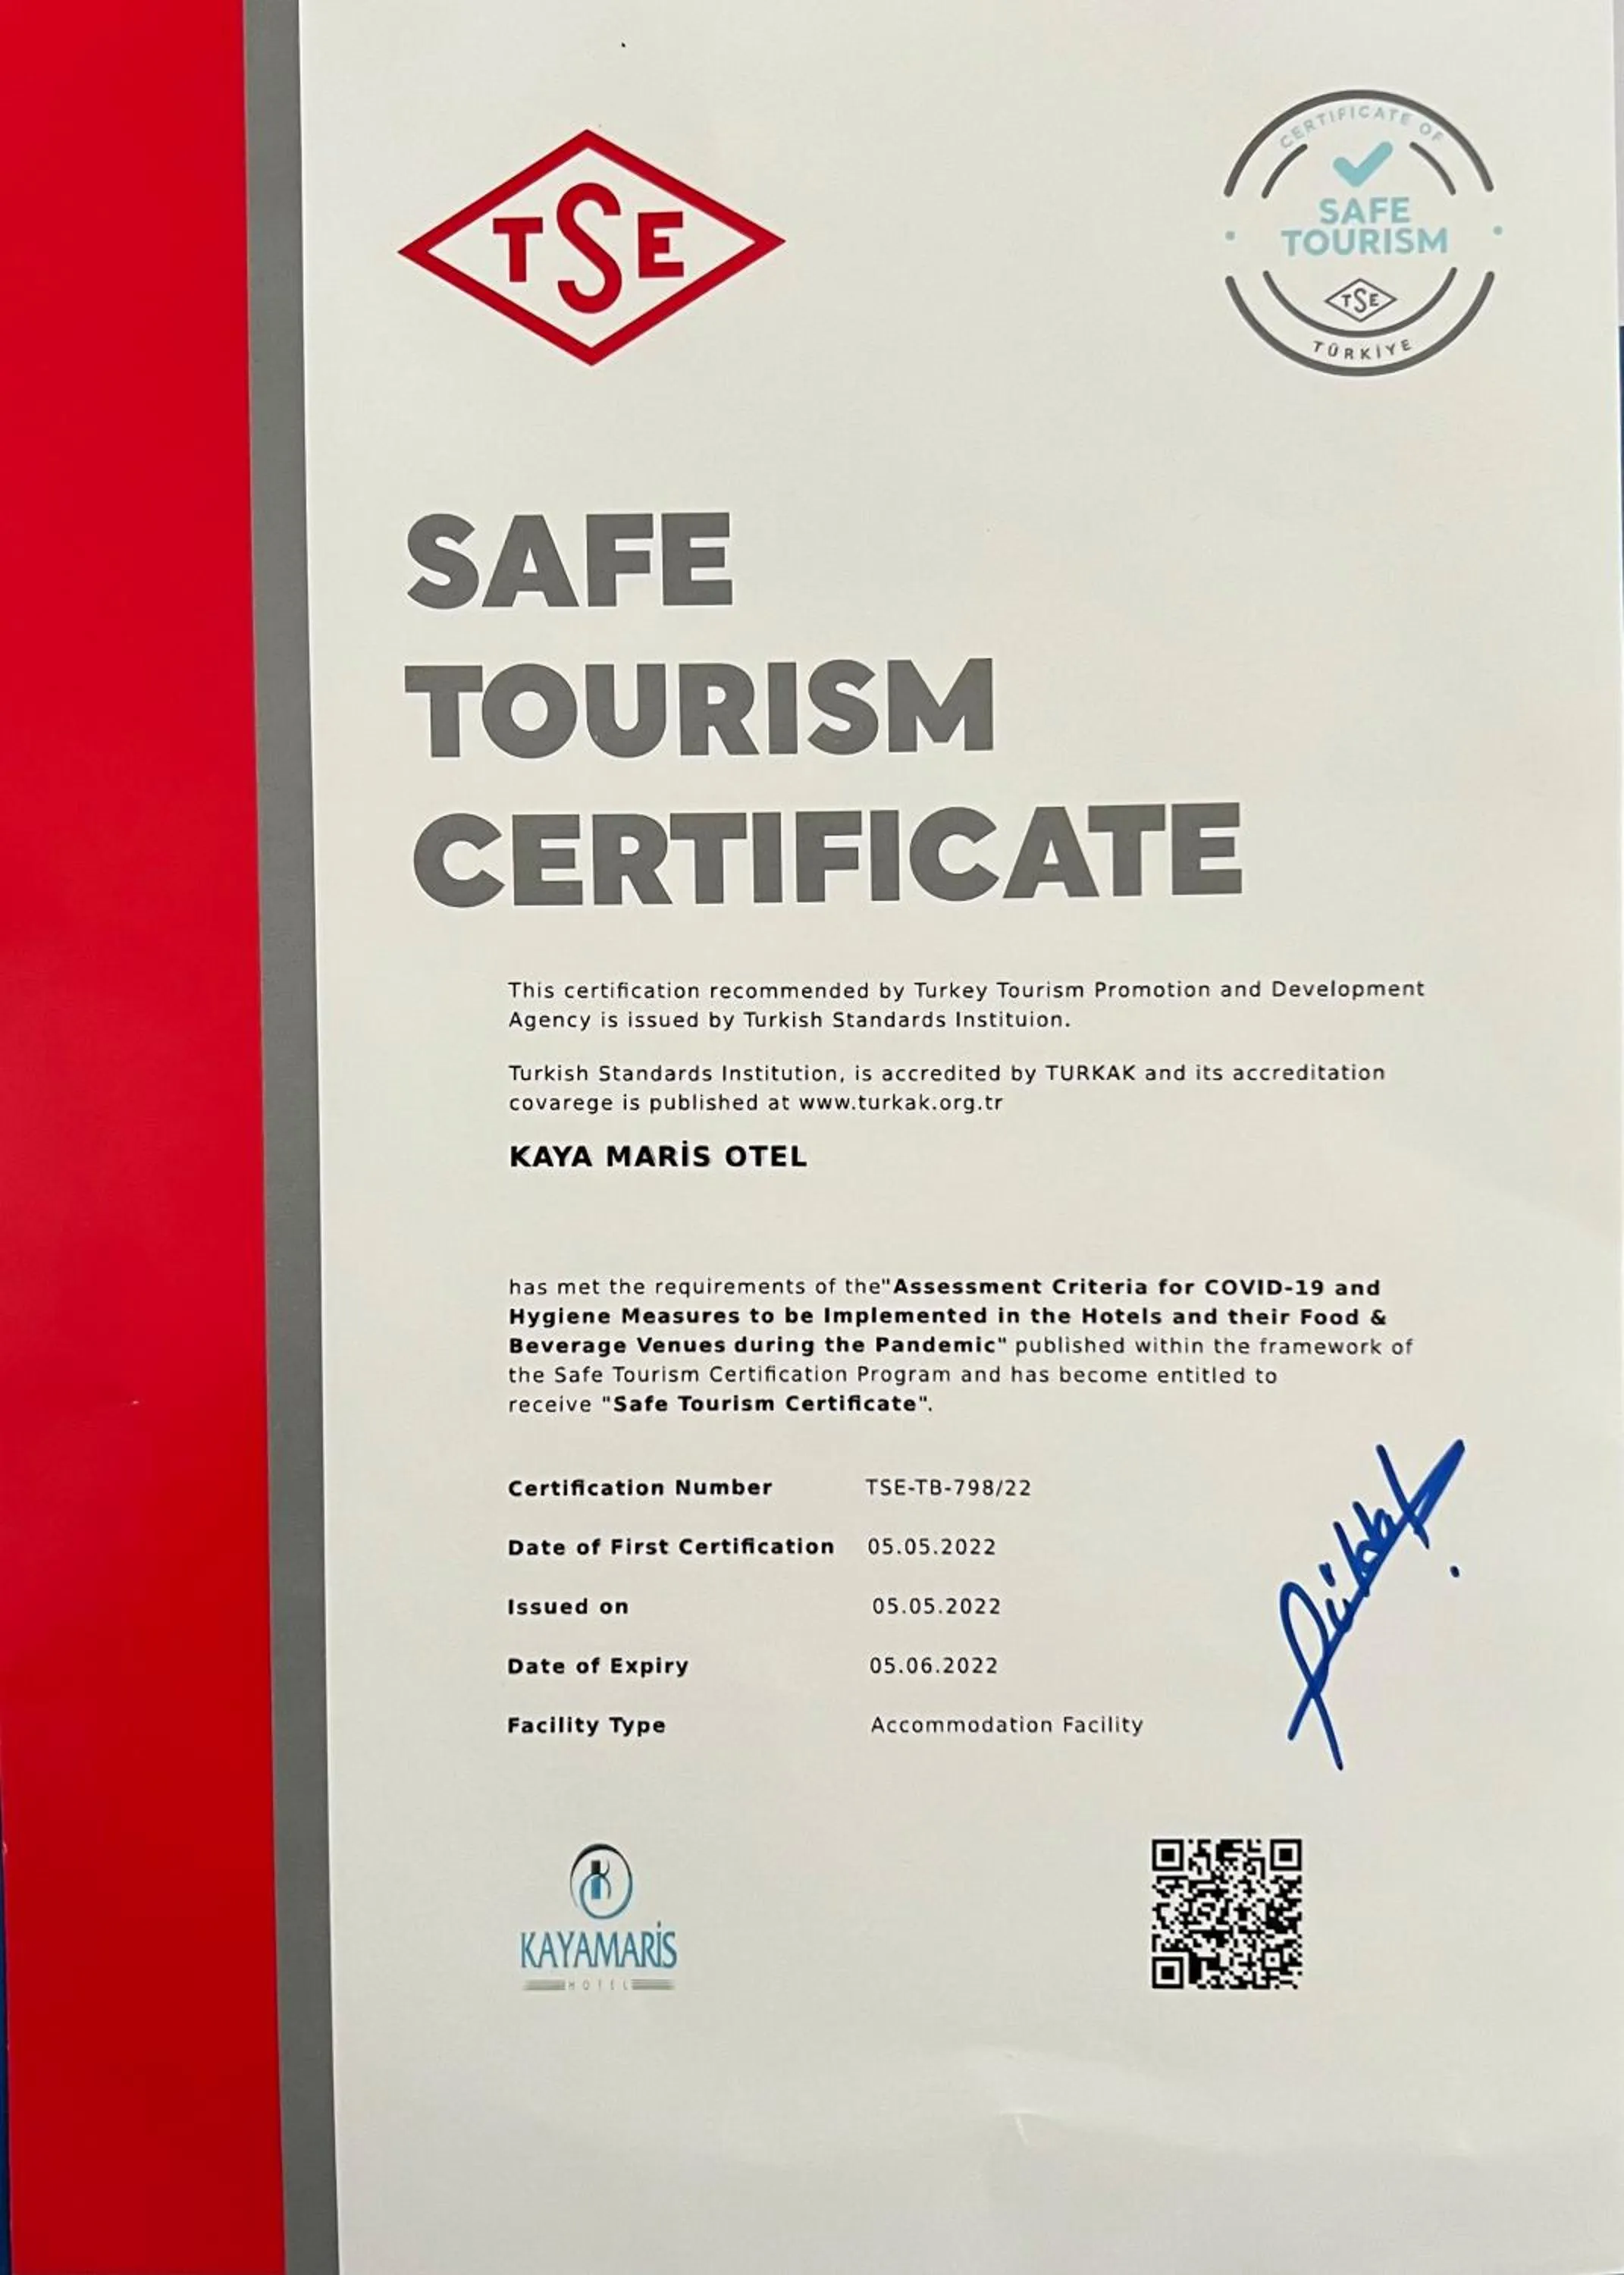 TSE
CERTIFICATE OF
SAFE
TOURISM
TSE
TÜRKİYE
SAFE
TOURISM
CERTIFICATE
This certification recommended by Turkey Tourism Promotion and Development
Agency is issued by Turkish Standards Instituion.
Turkish Standards Institution, is accredited by TURKAK and its accreditation
covarege is published at www.turkak.org.tr
KAYA MARİS OTEL
has met the requirements of the"Assessment Criteria for COVID-19 and
Hygiene Measures to be Implemented in the Hotels and their Food &
Beverage Venues during the Pandemic" published within the framework of
the Safe Tourism Certification Program and has become entitled to
receive "Safe Tourism Certificate".
Certification Number TSE-TB-798/22
Date of First Certification 05.05.2022
Issued on 05.05.2022
Date of Expiry 05.06.2022
Facility Type Accommodation Facility
KAYAMARİS
HOTEL